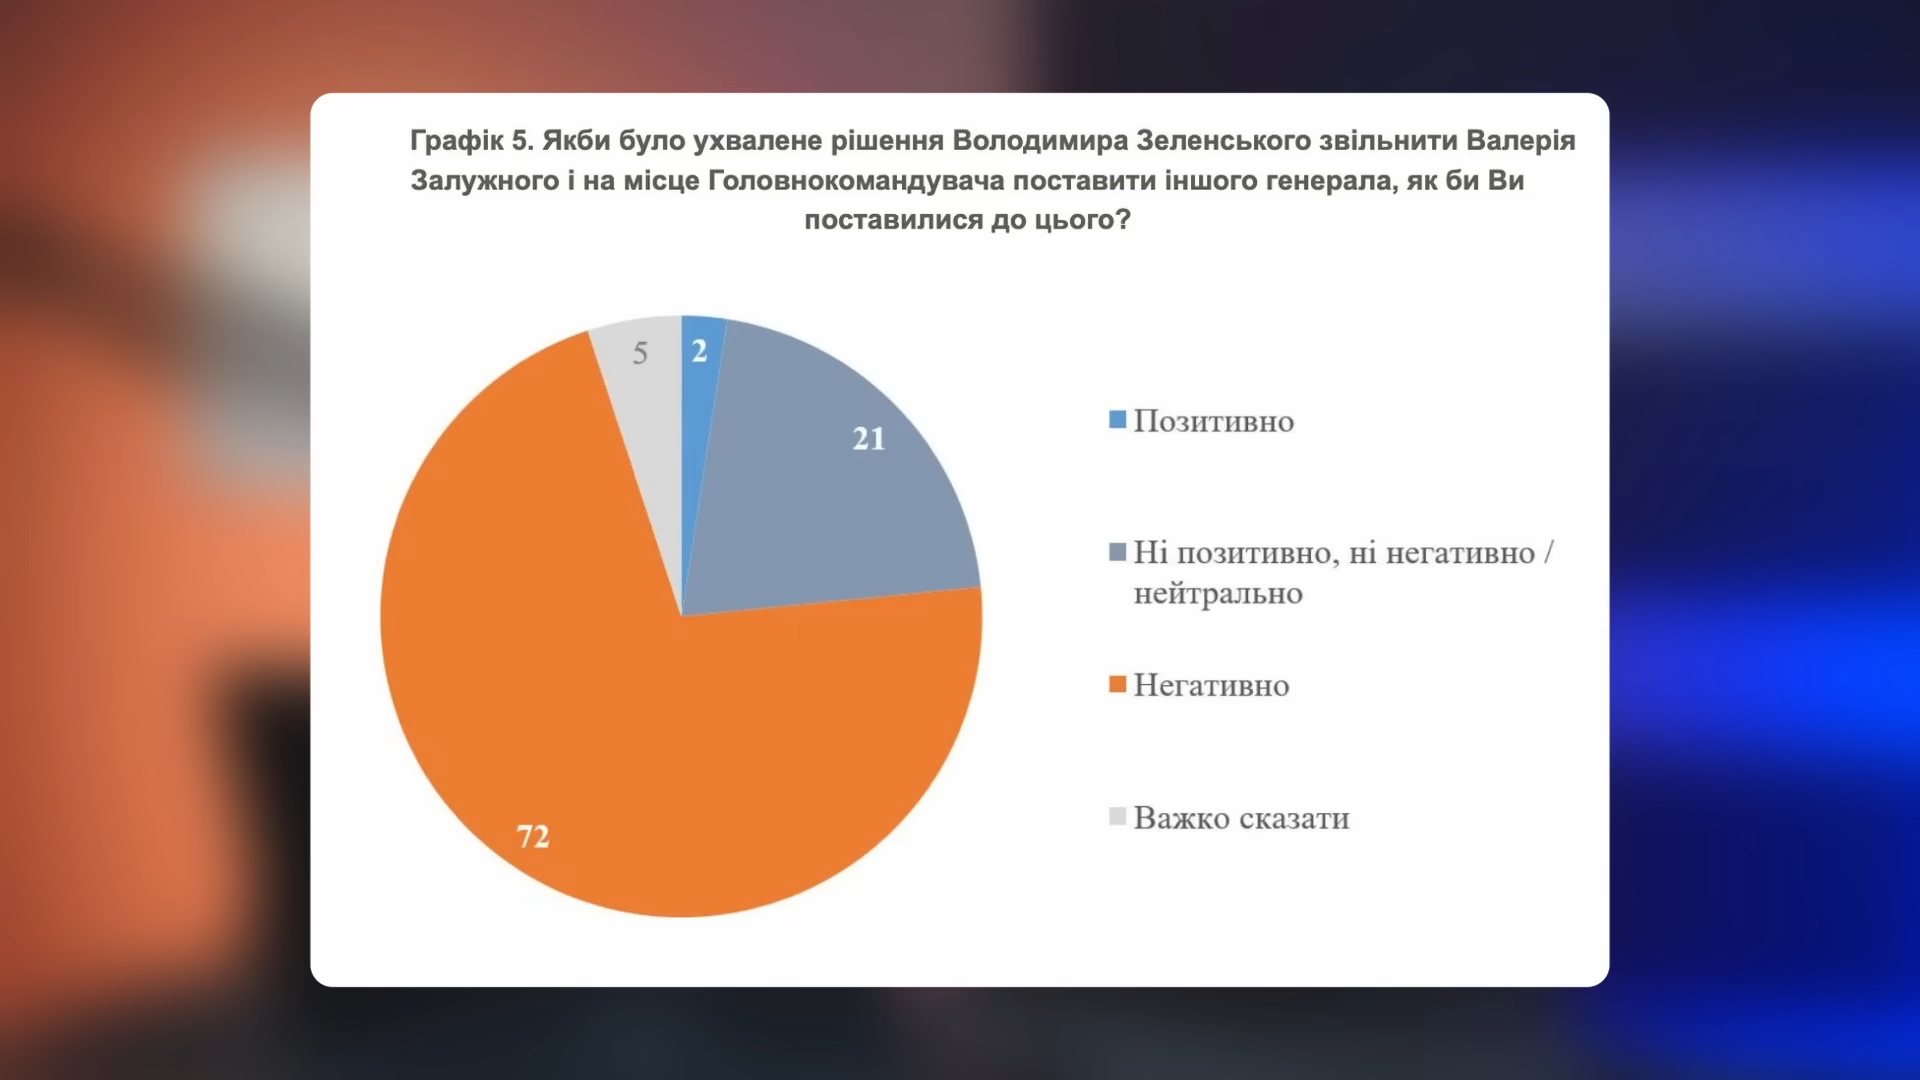 Графік 5. Якби було ухвалене рішення Володимира Зеленського звільнити Валерія
Залужного і на місце Головнокомандувача поставити іншого генерала, як би Ви
поставилися до цього?
5
2
21
72
Позитивно
Ні позитивно, ні негативно /
нейтрально
Негативно
Важко сказати